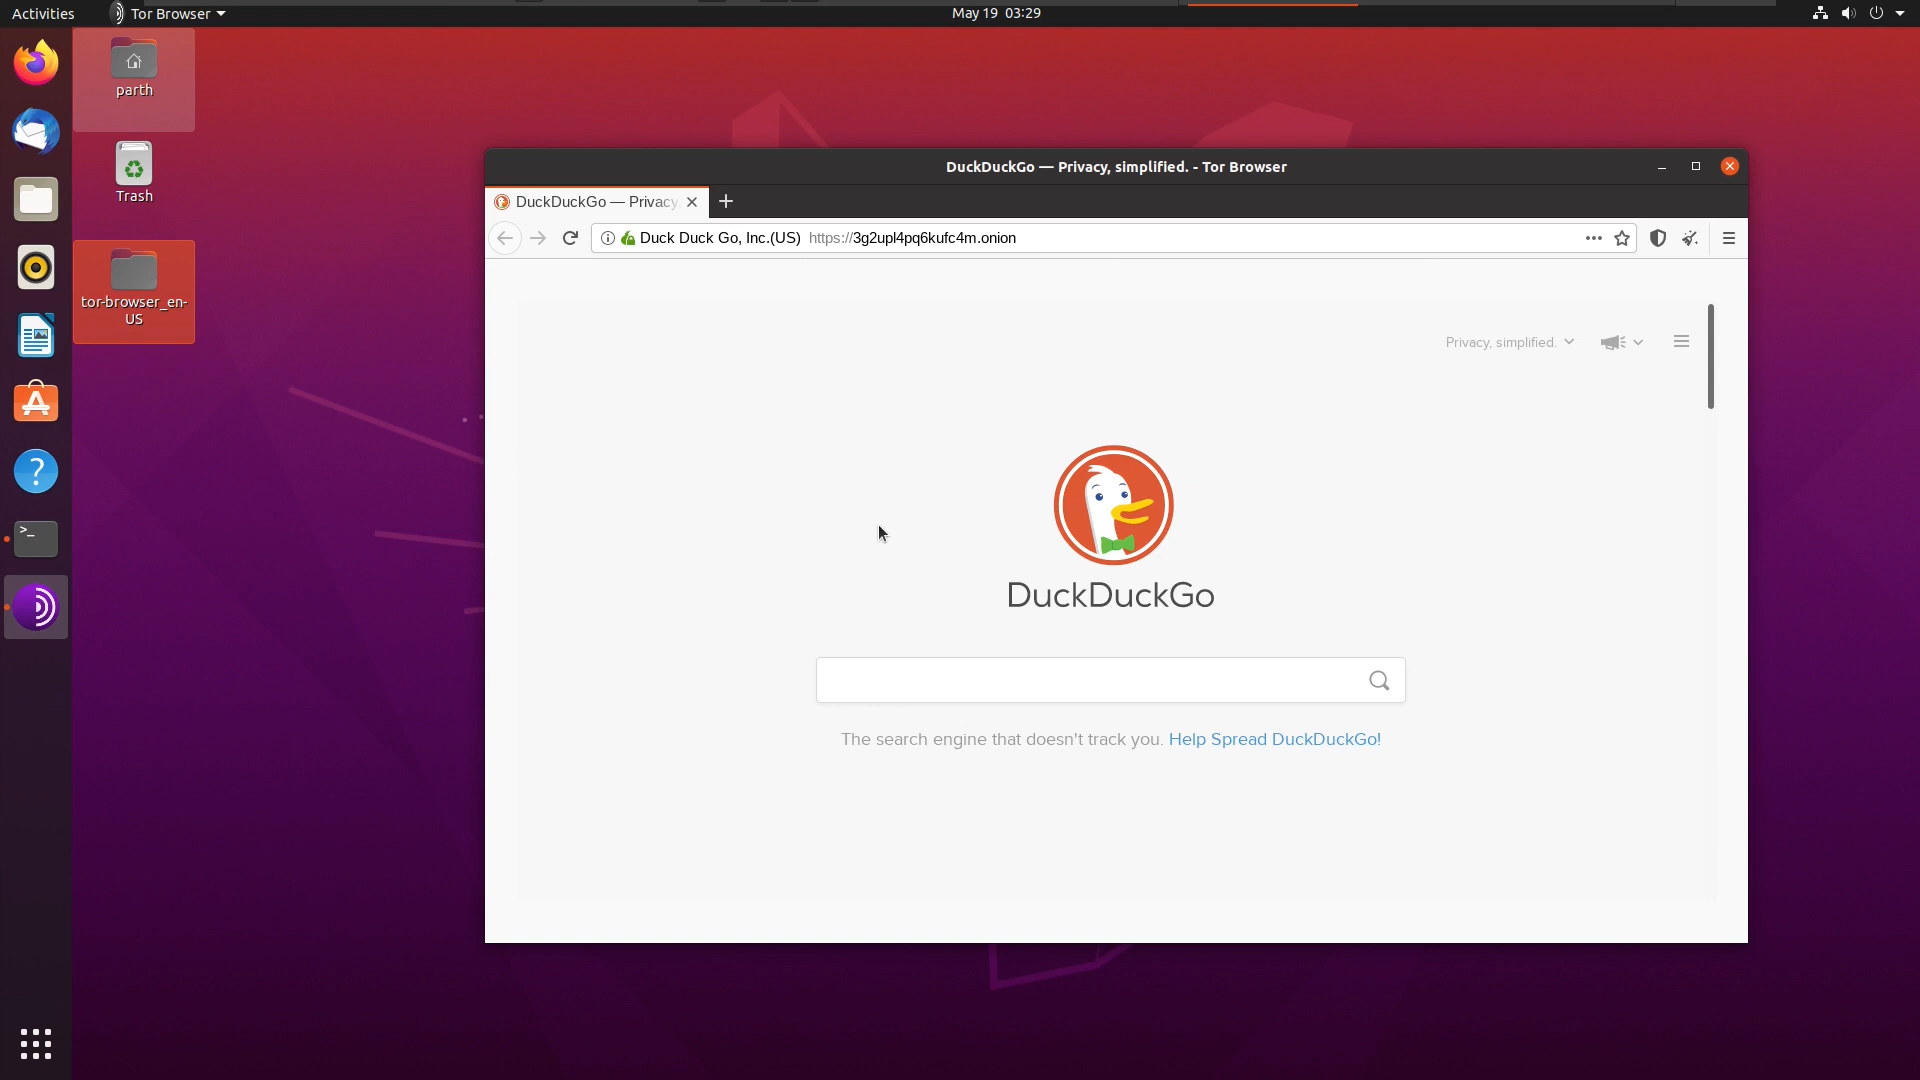 Activities
Tor Browser
May 19 03:29
parth
Trash
tor-browser_en-
US
DuckDuckGo — Privacy, simplified. - Tor Browser
DuckDuckGo — Privacy
Duck Duck Go, Inc.(US) https://3g2upl4pq6kufc4m.onion
Privacy, simplified.
DuckDuckGo
The search engine that doesn't track you. Help Spread DuckDuckGo!